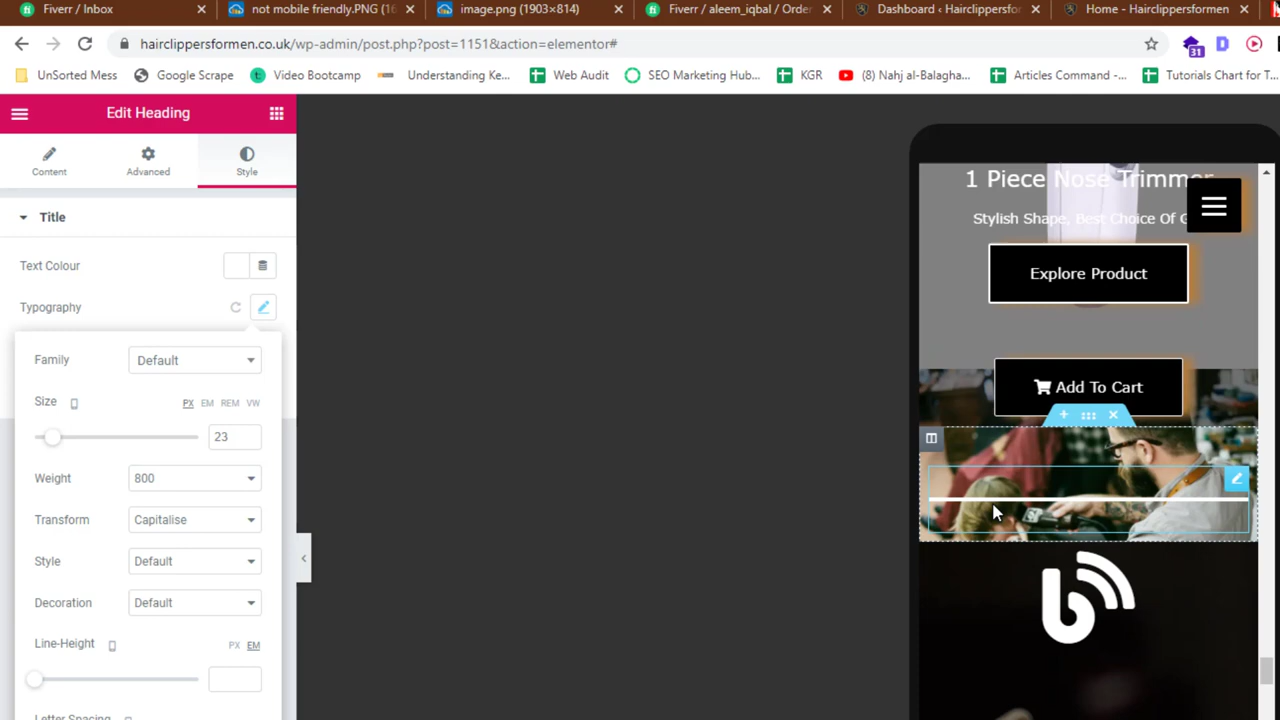 Fiverr / Inbox
not mobile friendly.PNG (16
image.png (1903×814)
Fiverr / aleem_iqbal / Order
Dashboard ‹ Hairclippersfor
Home - Hairclippersformen
hairclippersformen.co.uk/wp-admin/post.php?post=1151&action=elementor#
31
D
UnSorted Mess
Google Scrape
Video Bootcamp
Understanding Ke...
Web Audit
SEO Marketing Hub...
KGR
(8) Nahj al-Balagha...
Articles Command -...
Tutorials Chart for T...
Edit Heading
Content
Advanced
Style
Title
Text Colour
Typography
Family
Default
Size
PX
EM
REM
VW
23
Weight
800
Transform
Capitalise
Style
Default
Decoration
Default
Line-Height
PX
EM
Letter Spacing
1 Piece Nose Trimmer
Stylish Shape, Best Choice Of G
Explore Product
Add To Cart